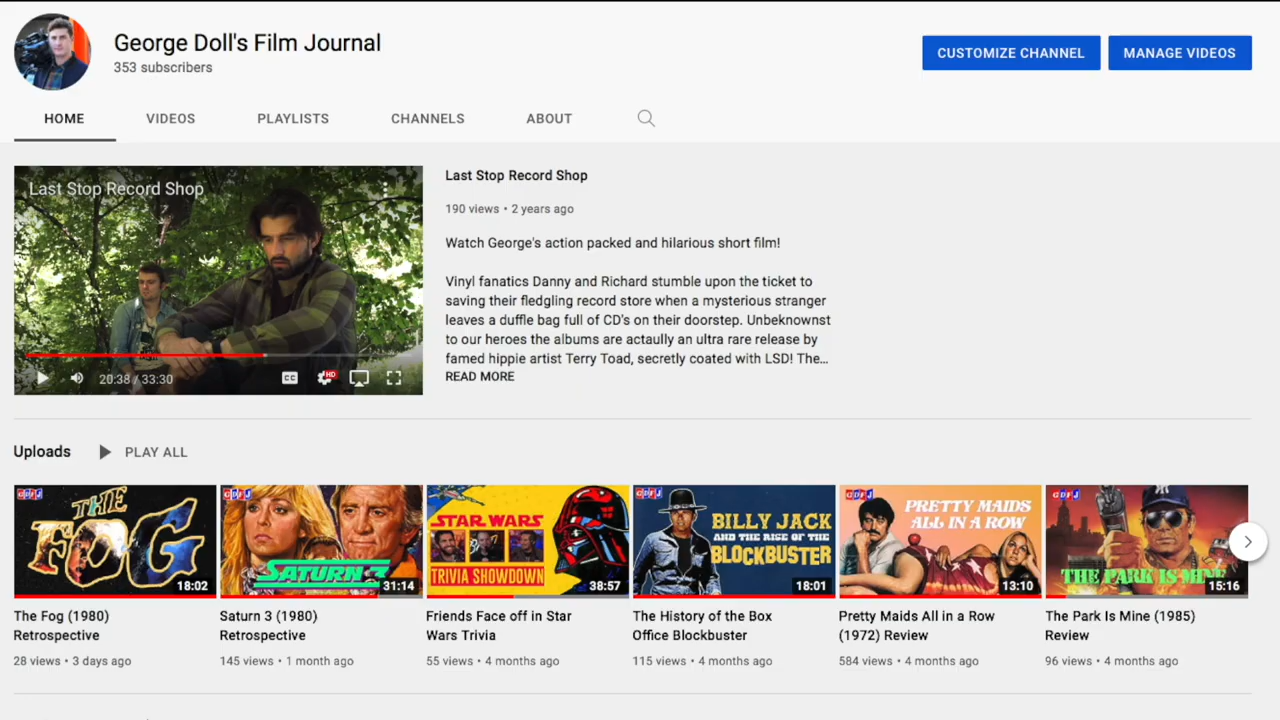 George Doll's Film Journal
353 subscribers
CUSTOMIZE CHANNEL
MANAGE VIDEOS
HOME
VIDEOS
PLAYLISTS
CHANNELS
ABOUT
Last Stop Record Shop
20:38 / 33:30
CC
HD
Last Stop Record Shop
190 views • 2 years ago
Watch George's action packed and hilarious short film!
Vinyl fanatics Danny and Richard stumble upon the ticket to
saving their fledgling record store when a mysterious stranger
leaves a duffle bag full of CD's on their doorstep. Unbeknownst
to our heroes the albums are actaully an ultra rare release by
famed hippie artist Terry Toad, secretly coated with LSD! The...
READ MORE
Uploads
PLAY ALL
GDFJ
THE
FOG
18:02
The Fog (1980)
Retrospective
28 views • 3 days ago
GDFJ
SATURN 3
31:14
Saturn 3 (1980)
Retrospective
145 views • 1 month ago
STAR WARS
TRIVIA SHOWDOWN
38:57
Friends Face off in Star
Wars Trivia
55 views • 4 months ago
GDFJ
BILLY JACK
AND THE RISE OF THE
BLOCKBUSTER
18:01
The History of the Box
Office Blockbuster
115 views • 4 months ago
GDFJ
PRETTY MAIDS
ALL IN A ROW
13:10
Pretty Maids All in a Row
(1972) Review
584 views • 4 months ago
GDFJ
THE PARK IS MINE
15:16
The Park Is Mine (1985)
Review
96 views • 4 months ago